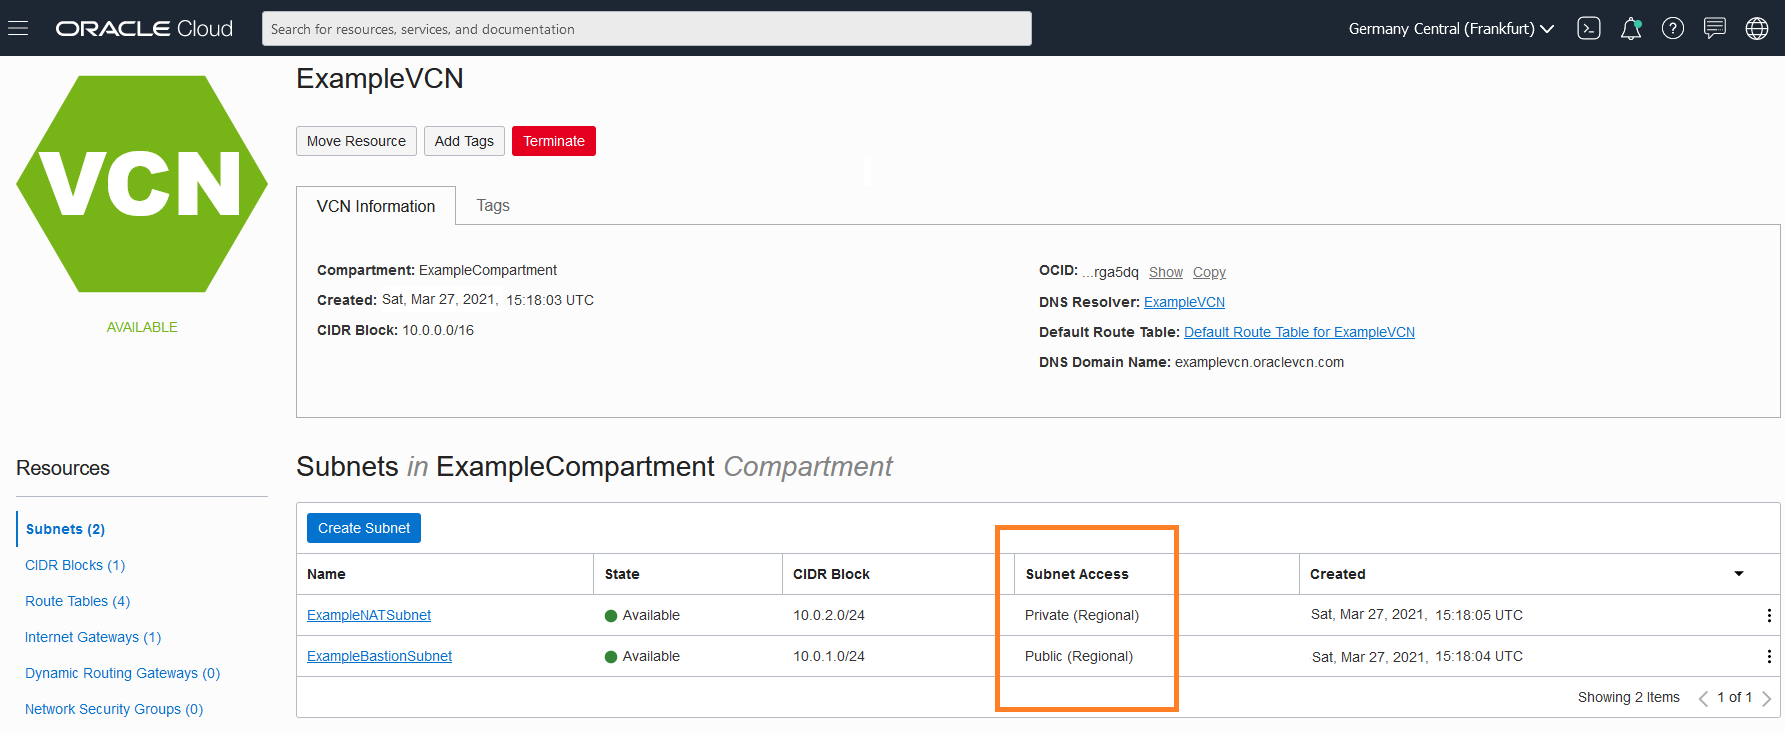 ORACLE Cloud
Search for resources, services, and documentation
Germany Central (Frankfurt)
ExampleVCN
VCN
AVAILABLE
Move Resource
Add Tags
Terminate
VCN Information
Tags
Compartment: ExampleCompartment
Created: Sat, Mar 27, 2021, 15:18:03 UTC
CIDR Block: 10.0.0.0/16
OCID: ...rga5dq Show Copy
DNS Resolver: ExampleVCN
Default Route Table: Default Route Table for ExampleVCN
DNS Domain Name: examplevcn.oraclevcn.com
Resources
Subnets (2)
CIDR Blocks (1)
Route Tables (4)
Internet Gateways (1)
Dynamic Routing Gateways (0)
Network Security Groups (0)
Subnets in ExampleCompartment Compartment
Create Subnet
Name State CIDR Block Subnet Access Created
ExampleNATSubnet Available 10.0.2.0/24 Private (Regional) Sat, Mar 27, 2021, 15:18:05 UTC
ExampleBastionSubnet Available 10.0.1.0/24 Public (Regional) Sat, Mar 27, 2021, 15:18:04 UTC
Showing 2 Items 1 of 1